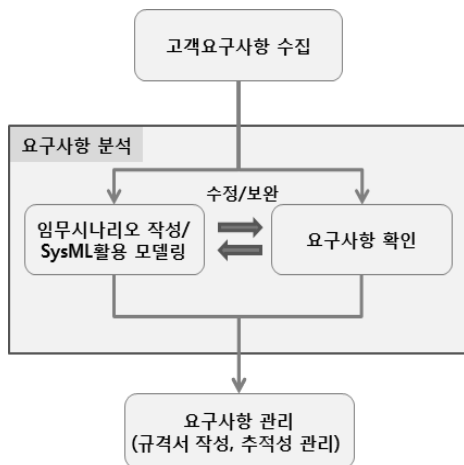 고객요구사항 수집
요구사항 분석
수정/보완
임무시나리오 작성/
SysML활용 모델링
요구사항 확인
요구사항 관리
(규격서 작성, 추적성 관리)